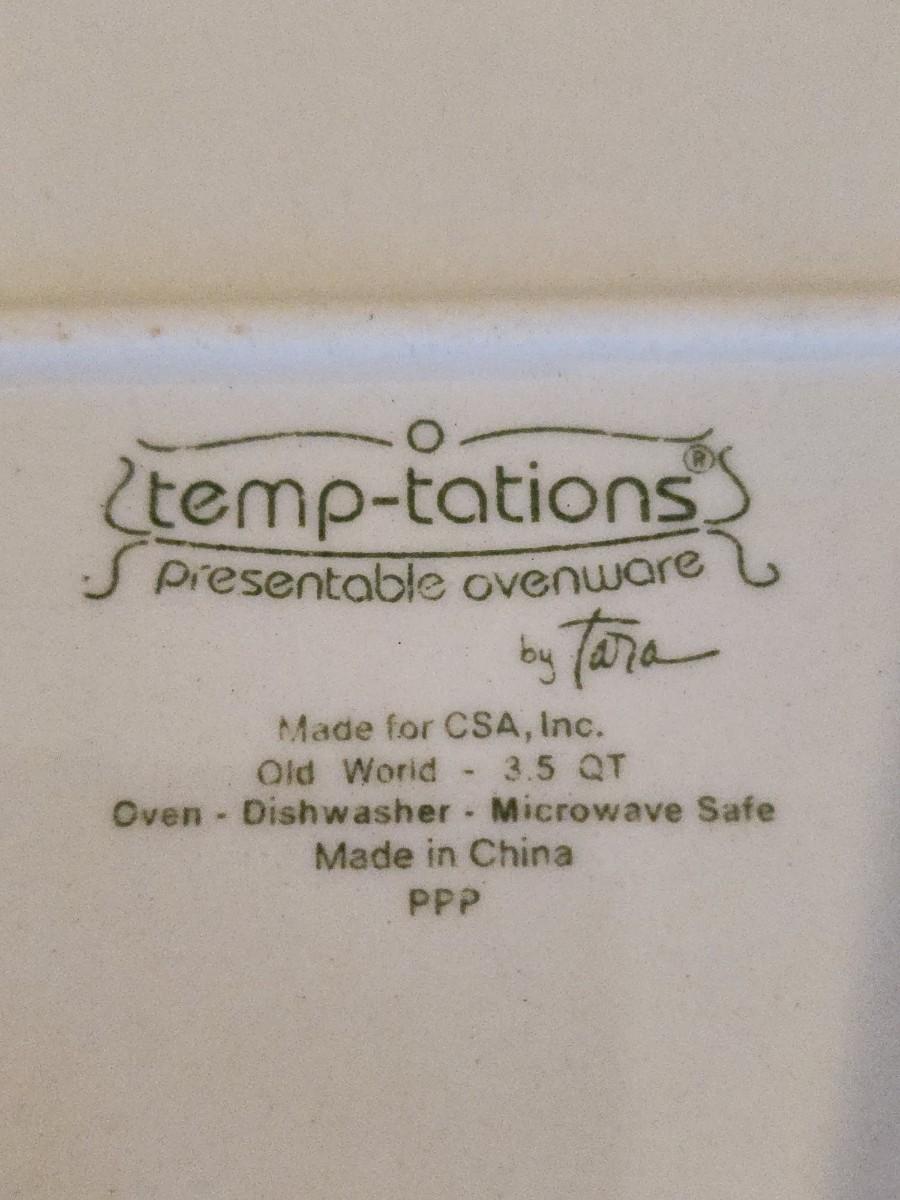 temp-tations®
presentable ovenware
by Tara
Made for CSA, Inc.
Old World - 3.5 QT
Oven - Dishwasher - Microwave Safe
Made in China
PPP